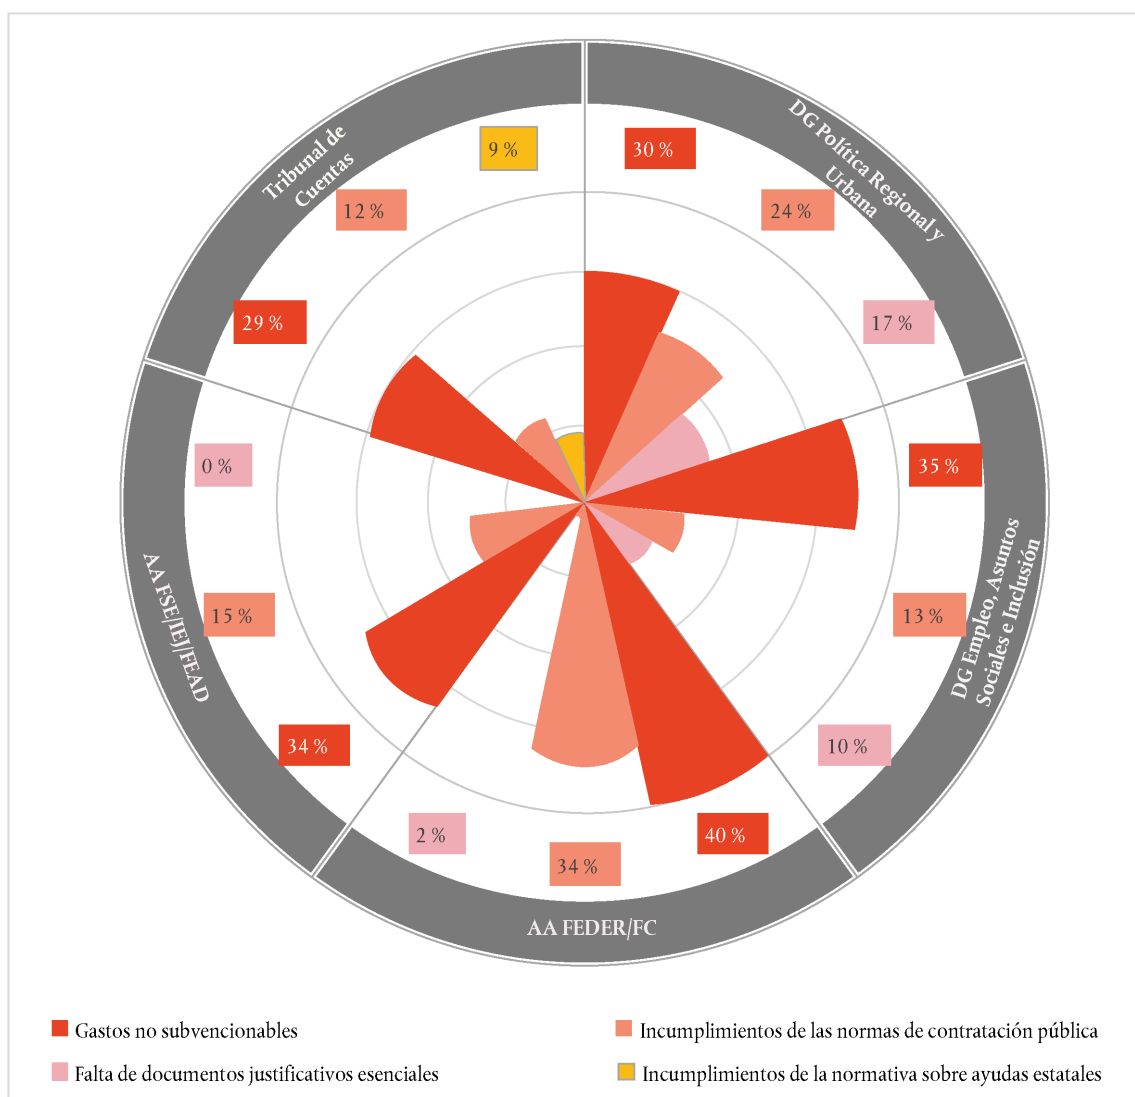 Tribunal de
Cuentas
9 %
12 %
29 %
DG Política Regional y
Urbana
30 %
24 %
17 %
DG Empleo, Asuntos
Sociales e Inclusión
35 %
13 %
10 %
AA FEDER/FC
40 %
34 %
2 %
AA FSE/IEJ/FEAD
34 %
15 %
0 %
Gastos no subvencionables
Incumplimientos de las normas de contratación pública
Falta de documentos justificativos esenciales
Incumplimientos de la normativa sobre ayudas estatales